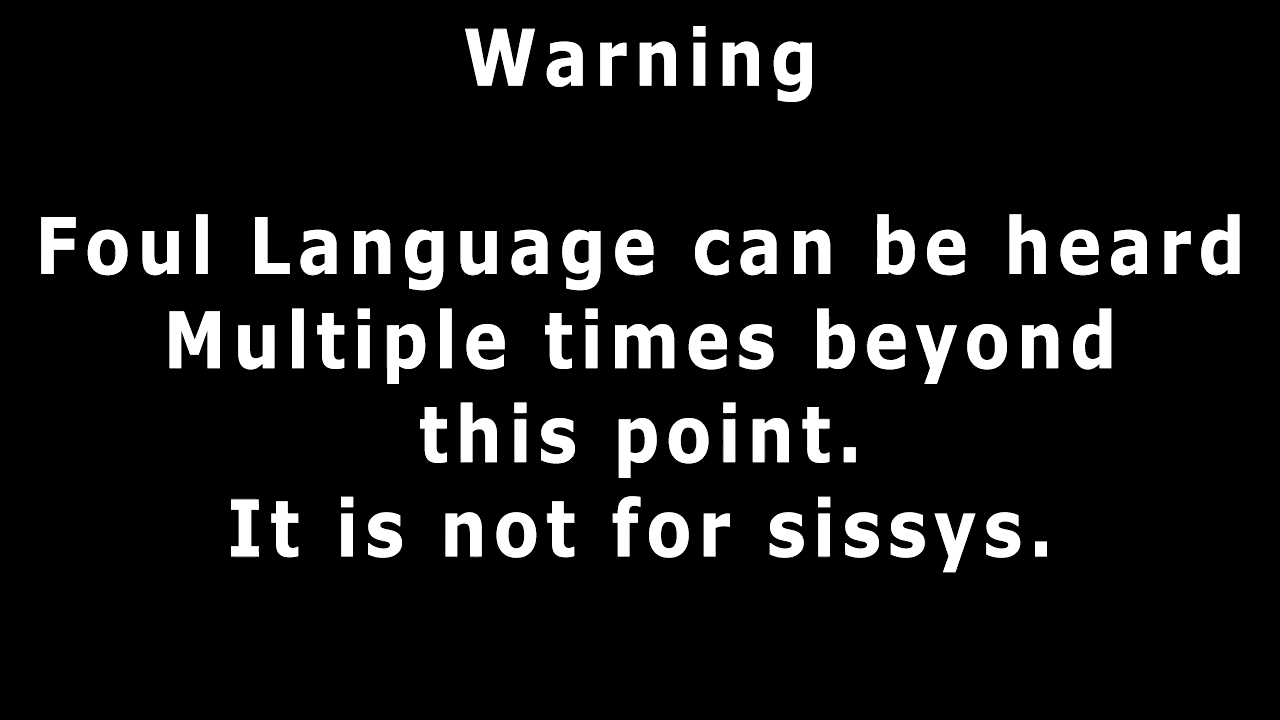 Warning
Foul Language can be heard
Multiple times beyond
this point.
It is not for sissys.